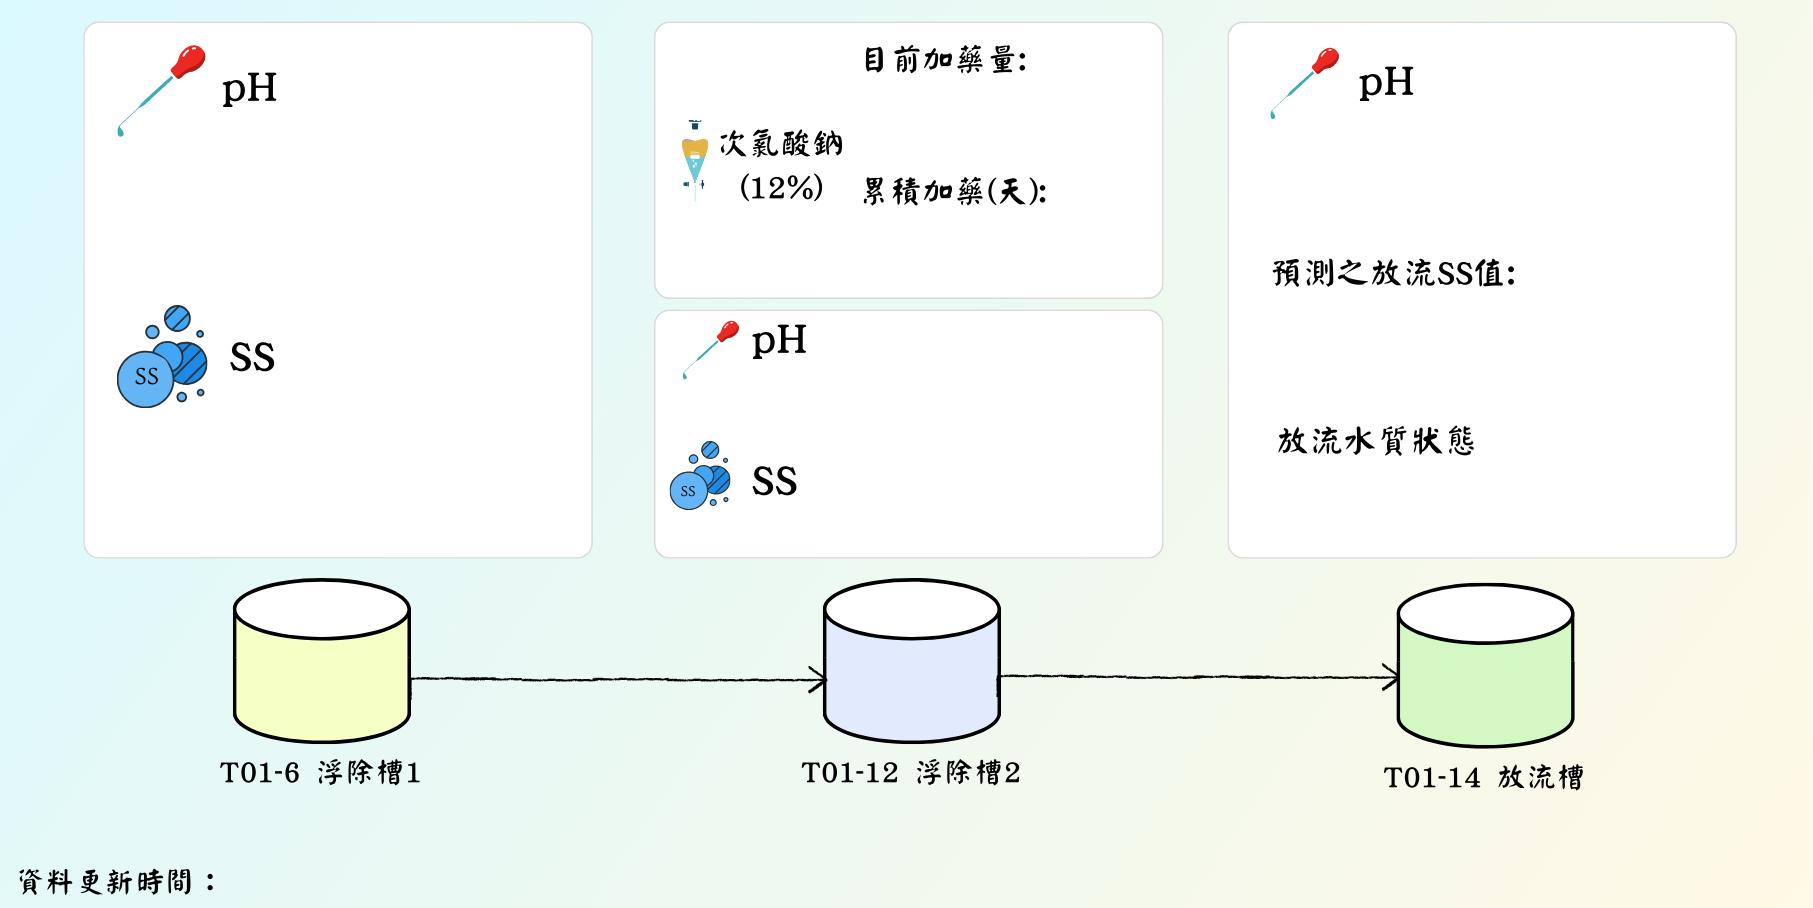 pH
SS
SS
目前加藥量:
次氯酸鈉
(12%)
累積加藥(天):
pH
SS
SS
pH
預測之放流SS值:
放流水質狀態
T01-6 浮除槽1
T01-12 浮除槽2
T01-14 放流槽
資料更新時間：